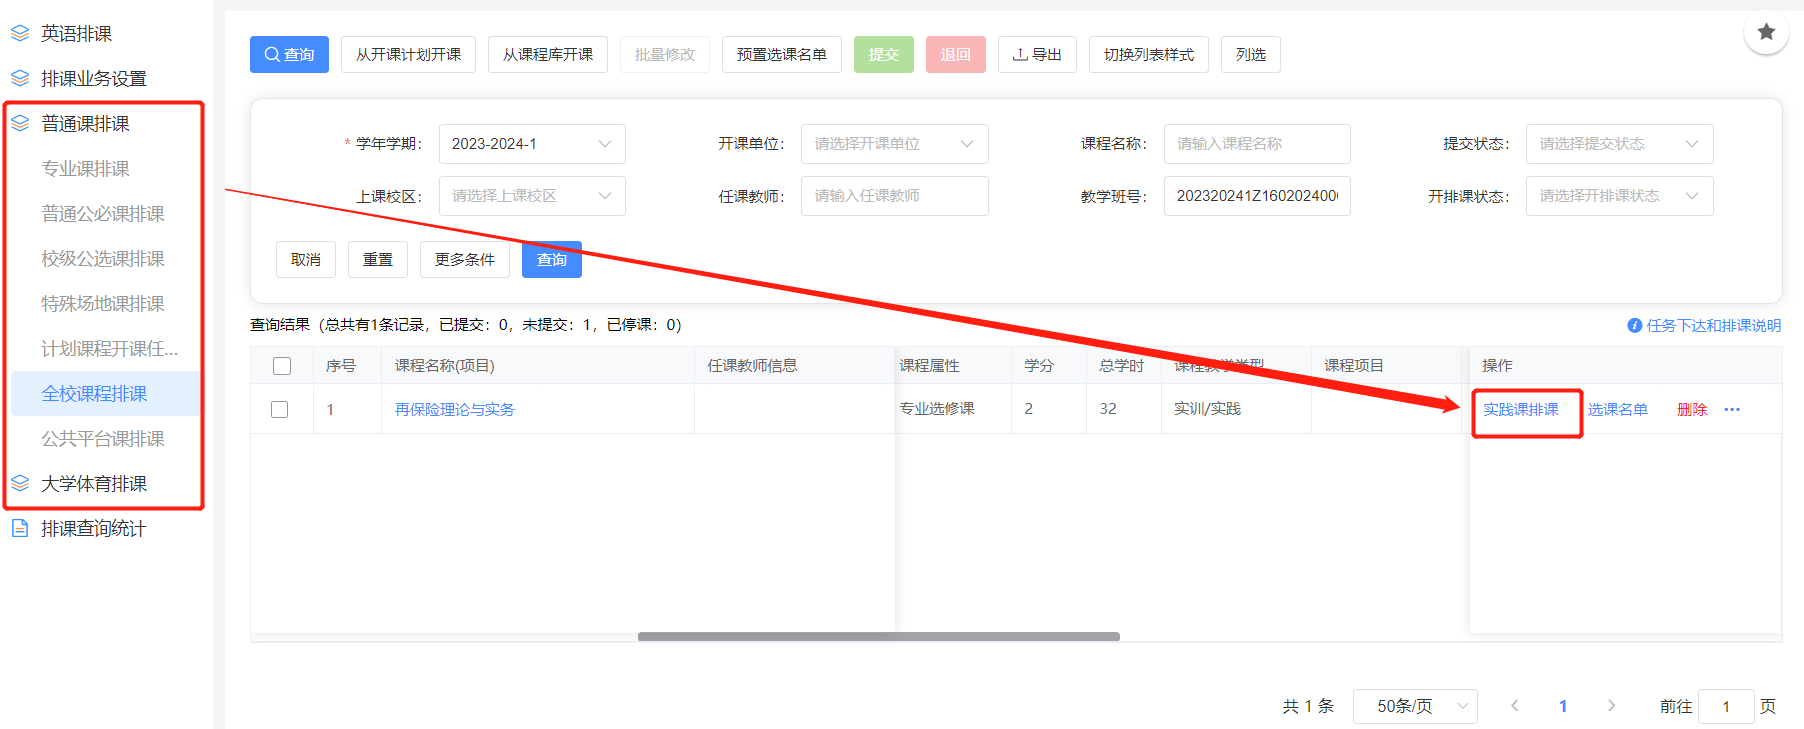 英语排课
排课业务设置
普通课排课
专业课排课
普通公必课排课
校级公选课排课
特殊场地课排课
计划课程开课任...
全校课程排课
公共平台课排课
大学体育排课
排课查询统计
查询 从开课计划开课 从课程库开课 批量修改 预置选课名单 提交 退回 导出 切换列表样式 列选
* 学年学期: 2023-2024-1 开课单位: 请选择开课单位 课程名称: 请输入课程名称 提交状态: 请选择提交状态
上课校区: 请选择上课校区 任课教师: 请输入任课教师 教学班号: 202320241Z16020240 开排课状态: 请选择开排课状态
取消 重置 更多条件 查询
查询结果（总共有1条记录，已提交：0，未提交：1，已停课：0） 任务下达和排课说明
序号 课程名称(项目) 任课教师信息 课程属性 学分 总学时 课程教学类型 课程项目 操作
1 再保险理论与实务 专业选修课 2 32 实训/实践 实践课排课 选课名单 删除 ...
共 1 条 50条/页 < 1 > 前往 1 页